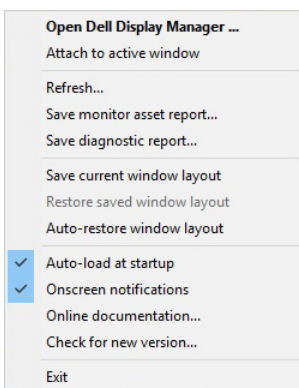 Open Dell Display Manager ...
Attach to active window
Refresh...
Save monitor asset report...
Save diagnostic report...
Save current window layout
Restore saved window layout
Auto-restore window layout
Auto-load at startup
Onscreen notifications
Online documentation...
Check for new version...
Exit